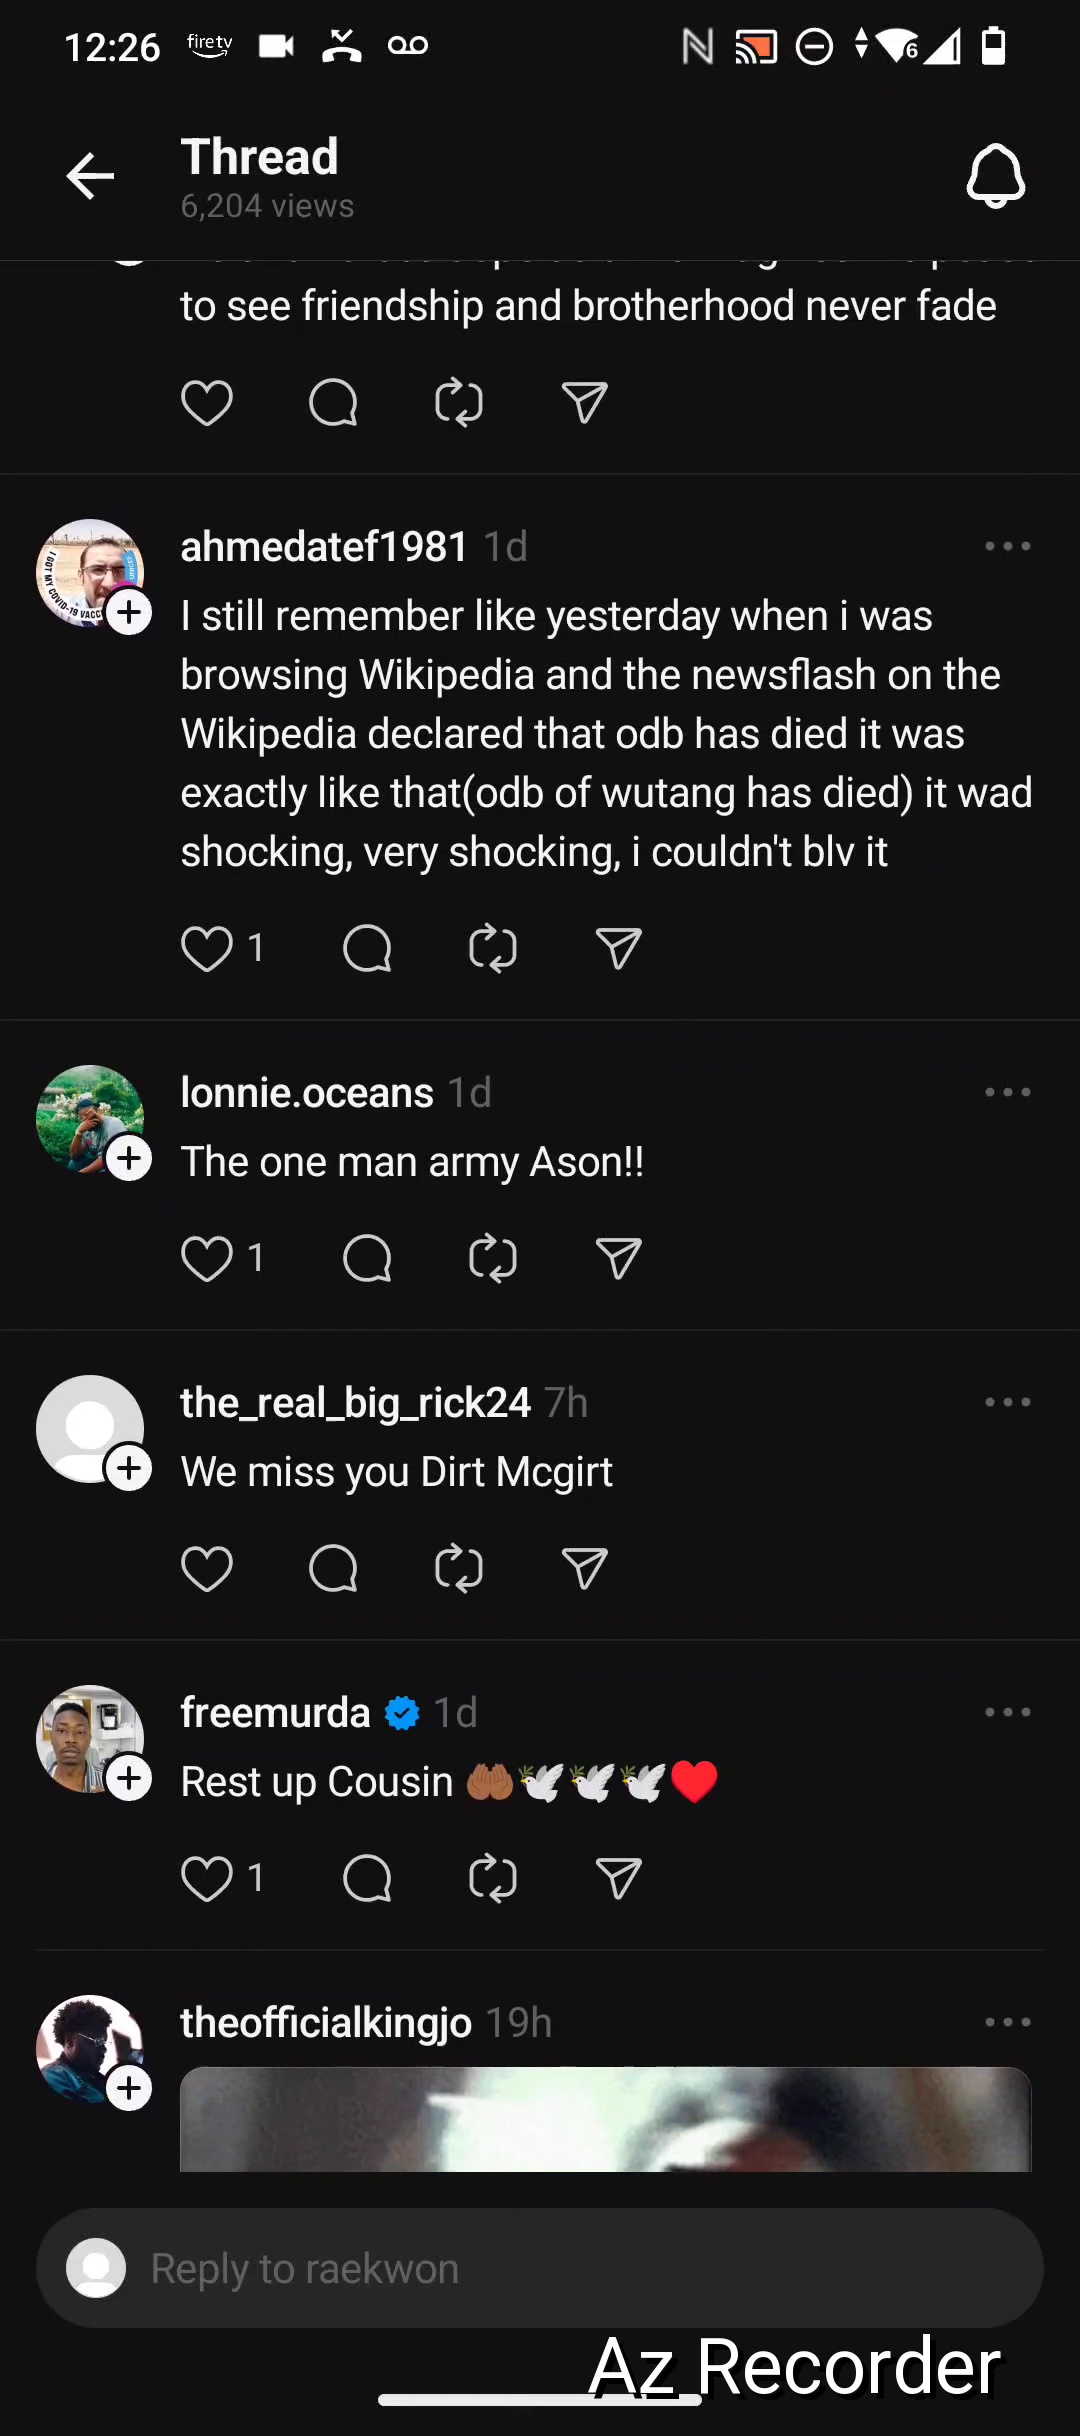 12:26 fire tv 6
Thread
6,204 views
to see friendship and brotherhood never fade
ahmedatef1981 1d
I still remember like yesterday when i was
browsing Wikipedia and the newsflash on the
Wikipedia declared that odb has died it was
exactly like that(odb of wutang has died) it wad
shocking, very shocking, i couldn't blv it
1
lonnie.oceans 1d
The one man army Ason!!
1
the_real_big_rick24 7h
We miss you Dirt Mcgirt
freemurda 1d
Rest up Cousin 🤲🏾🕊️🕊️🕊️❤️
1
theofficialkingjo 19h
Reply to raekwon
Az Recorder